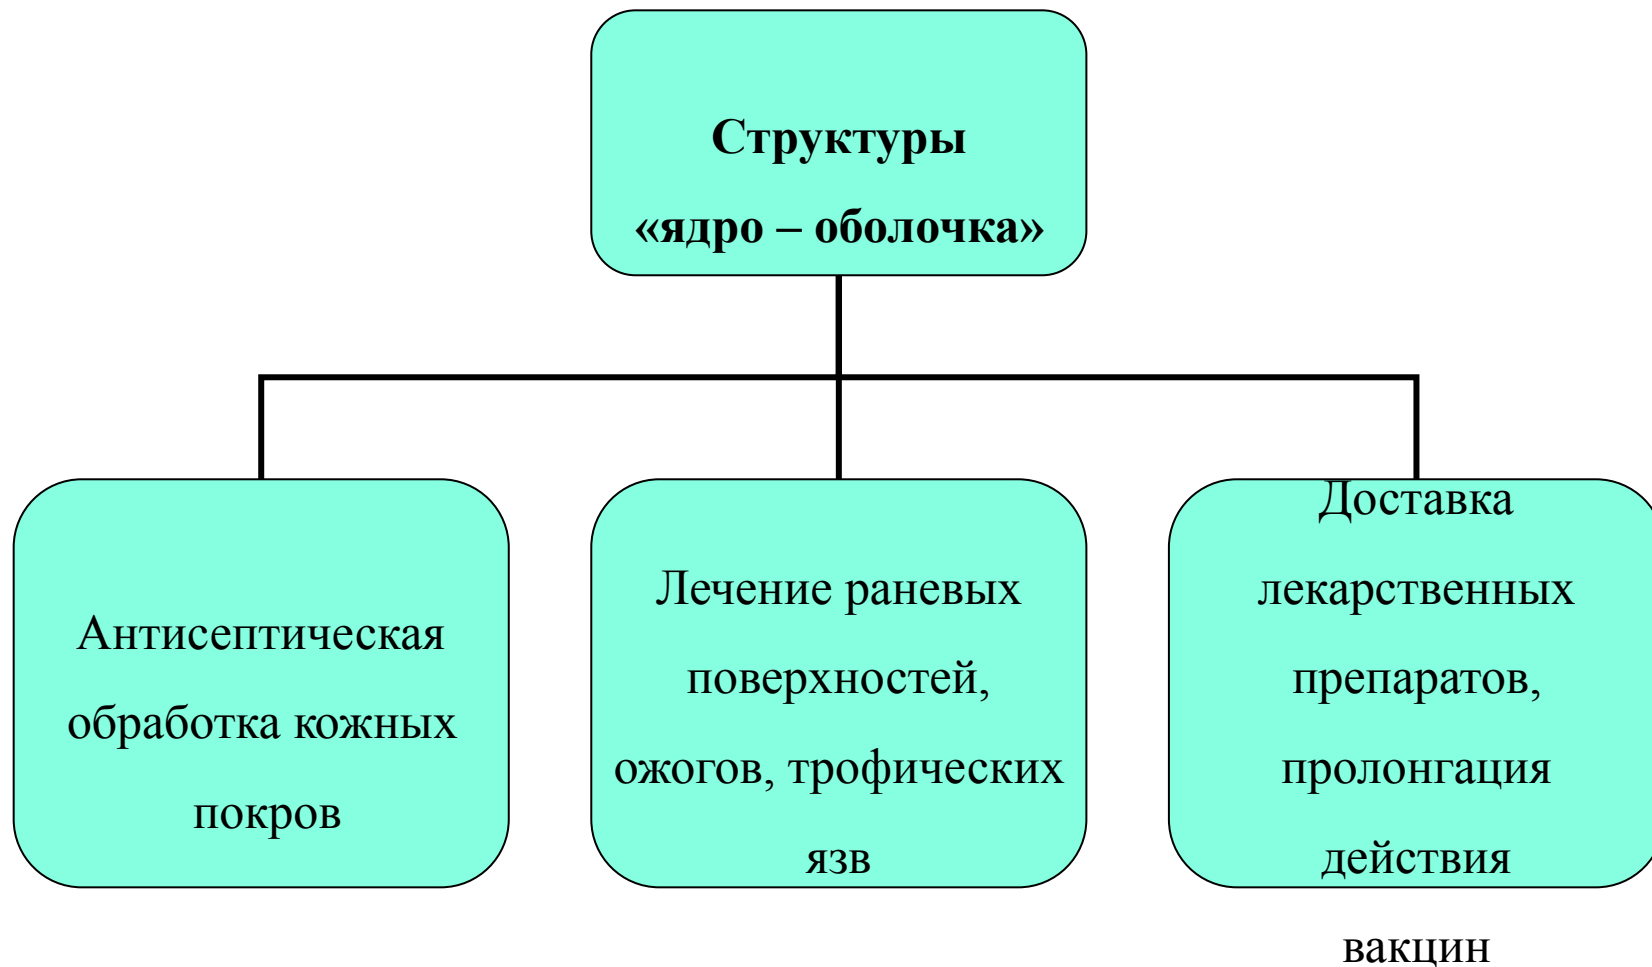 Структуры
«ядро – оболочка»
Антисептическая
обработка кожных
покров
Лечение раневых
поверхностей,
ожогов, трофических
язв
Доставка
лекарственных
препаратов,
пролонгация
действия
вакцин